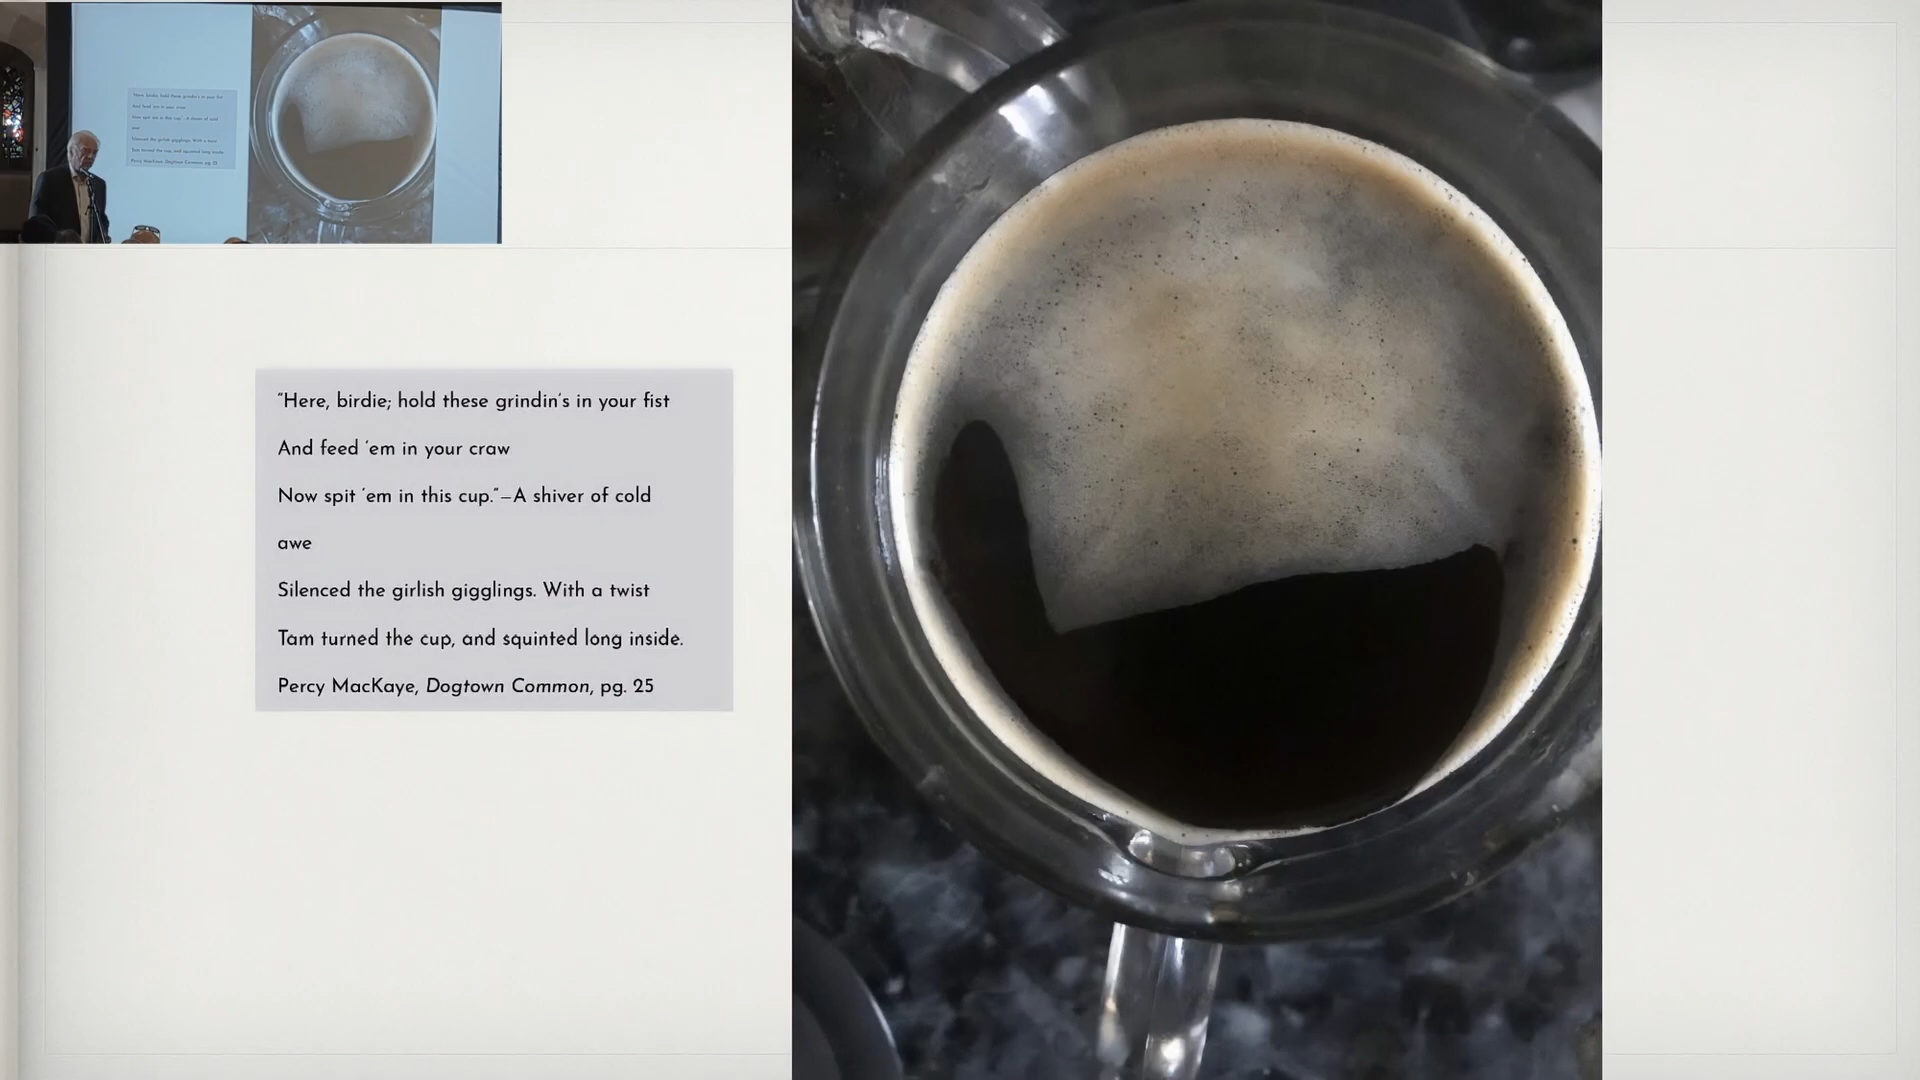 “Here, birdie; hold these grindin’s in your fist
And feed ‘em in your craw
Now spit ‘em in this cup.”—A shiver of cold
awe
Silenced the girlish gigglings. With a twist
Tam turned the cup, and squinted long inside.
Percy MacKaye, Dogtown Common, pg. 25